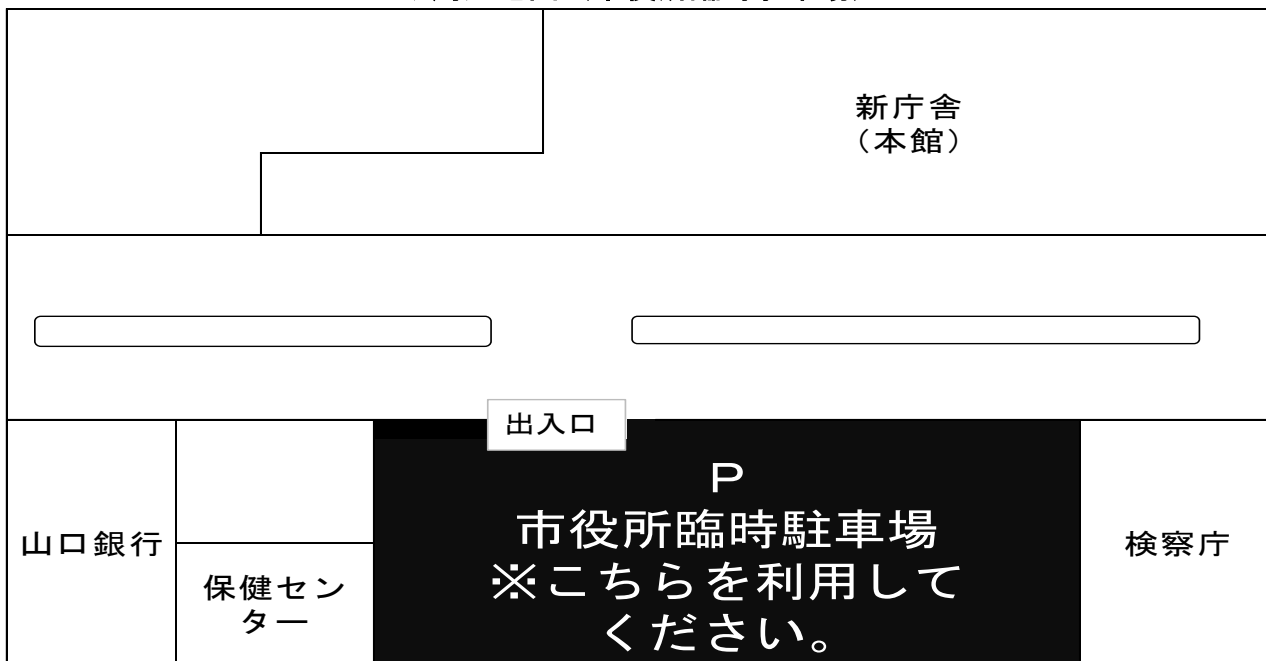 新庁舎
（本館）
出入口
P
市役所臨時駐車場
※こちらを利用して
ください。
山口銀行
保健セン
ター
検察庁